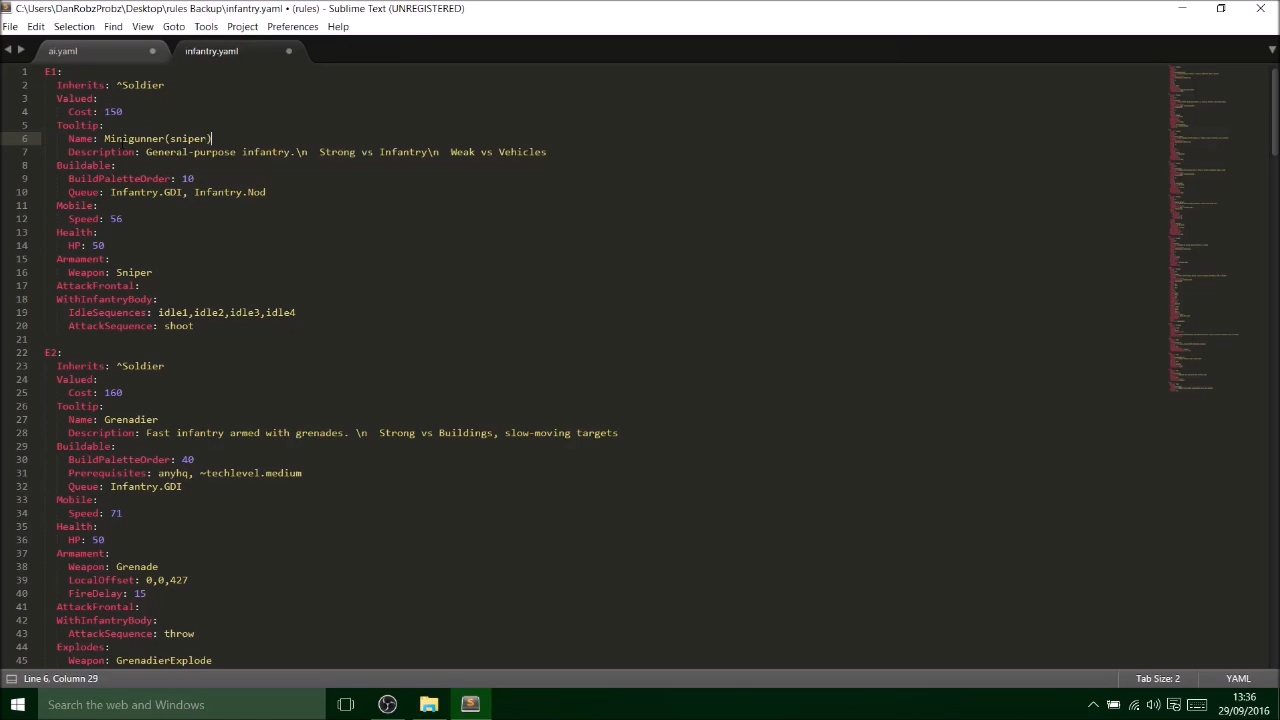 C:\Users\DanRobzProbz\Desktop\rules Backup\infantry.yaml • (rules) - Sublime Text (UNREGISTERED)
File Edit Selection Find View Goto Tools Project Preferences Help
ai.yaml infantry.yaml
1 E1:
2 Inherits: ^Soldier
3 Valued:
4 Cost: 150
5 Tooltip:
6 Name: Minigunner(sniper)
7 Description: General-purpose infantry.\n  Strong vs Infantry\n  Weak vs Vehicles
8 Buildable:
9 BuildPaletteOrder: 10
10 Queue: Infantry.GDI, Infantry.Nod
11 Mobile:
12 Speed: 56
13 Health:
14 HP: 50
15 Armament:
16 Weapon: Sniper
17 AttackFrontal:
18 WithInfantryBody:
19 IdleSequences: idle1,idle2,idle3,idle4
20 AttackSequence: shoot
21
22 E2:
23 Inherits: ^Soldier
24 Valued:
25 Cost: 160
26 Tooltip:
27 Name: Grenadier
28 Description: Fast infantry armed with grenades. \n  Strong vs Buildings, slow-moving targets
29 Buildable:
30 BuildPaletteOrder: 40
31 Prerequisites: anyhq, ~techlevel.medium
32 Queue: Infantry.GDI
33 Mobile:
34 Speed: 71
35 Health:
36 HP: 50
37 Armament:
38 Weapon: Grenade
39 LocalOffset: 0,0,427
40 FireDelay: 15
41 AttackFrontal:
42 WithInfantryBody:
43 AttackSequence: throw
44 Explodes:
45 Weapon: GrenadierExplode
Line 6, Column 29 Tab Size: 2 YAML
Search the web and Windows
13:36
29/09/2016